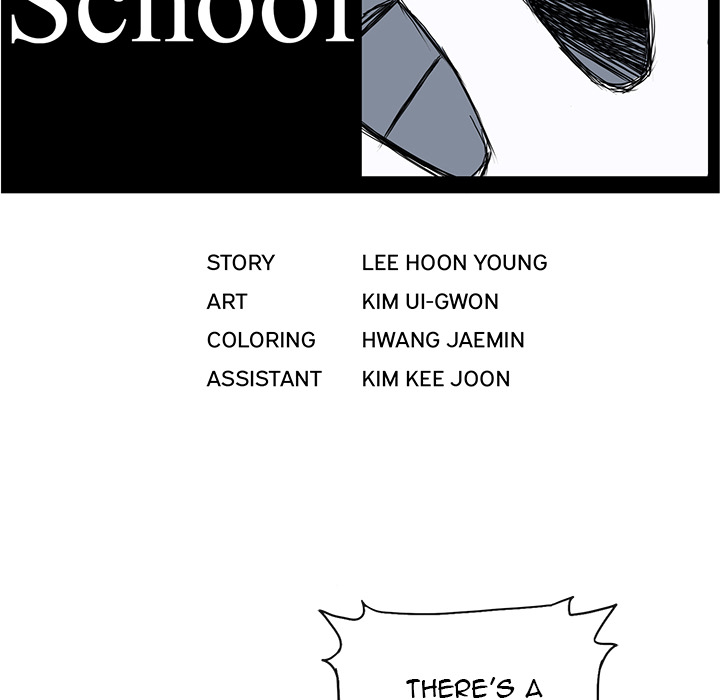 School
STORY LEE HOON YOUNG
ART KIM UI-GWON
COLORING HWANG JAEMIN
ASSISTANT KIM KEE JOON
THERE'S A